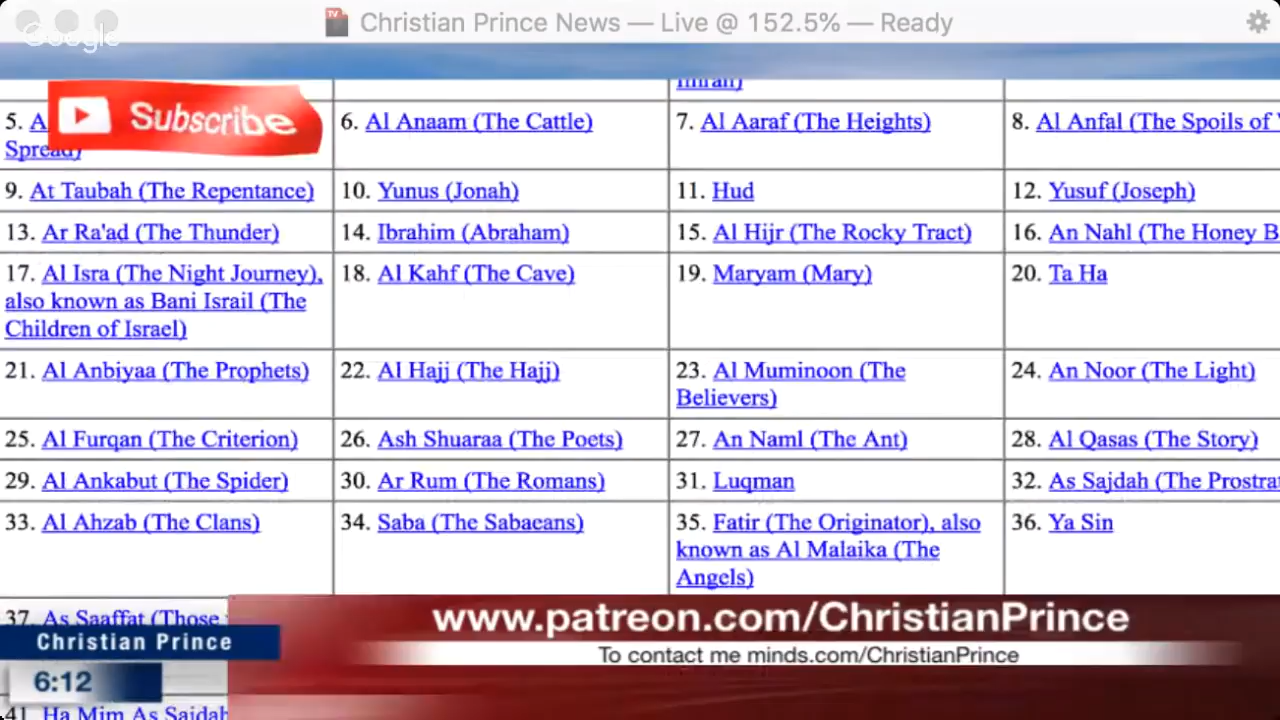 Christian Prince News — Live @ 152.5% — Ready
Google
Imran)
5. A
Spread)
Subscribe
6. Al Anaam (The Cattle)
7. Al Aaraf (The Heights)
8. Al Anfal (The Spoils of
9. At Taubah (The Repentance)
10. Yunus (Jonah)
11. Hud
12. Yusuf (Joseph)
13. Ar Ra'ad (The Thunder)
14. Ibrahim (Abraham)
15. Al Hijr (The Rocky Tract)
16. An Nahl (The Honey B
17. Al Isra (The Night Journey),
also known as Bani Israil (The
Children of Israel)
18. Al Kahf (The Cave)
19. Maryam (Mary)
20. Ta Ha
21. Al Anbiyaa (The Prophets)
22. Al Hajj (The Hajj)
23. Al Muminoon (The
Believers)
24. An Noor (The Light)
25. Al Furqan (The Criterion)
26. Ash Shuaraa (The Poets)
27. An Naml (The Ant)
28. Al Qasas (The Story)
29. Al Ankabut (The Spider)
30. Ar Rum (The Romans)
31. Luqman
32. As Sajdah (The Prostrat
33. Al Ahzab (The Clans)
34. Saba (The Sabaeans)
35. Fatir (The Originator), also
known as Al Malaika (The
Angels)
36. Ya Sin
37. As Saaffat (Those
www.patreon.com/ChristianPrince
Christian Prince
To contact me minds.com/ChristianPrince
6:12
41. Ha Mim As Sajdah